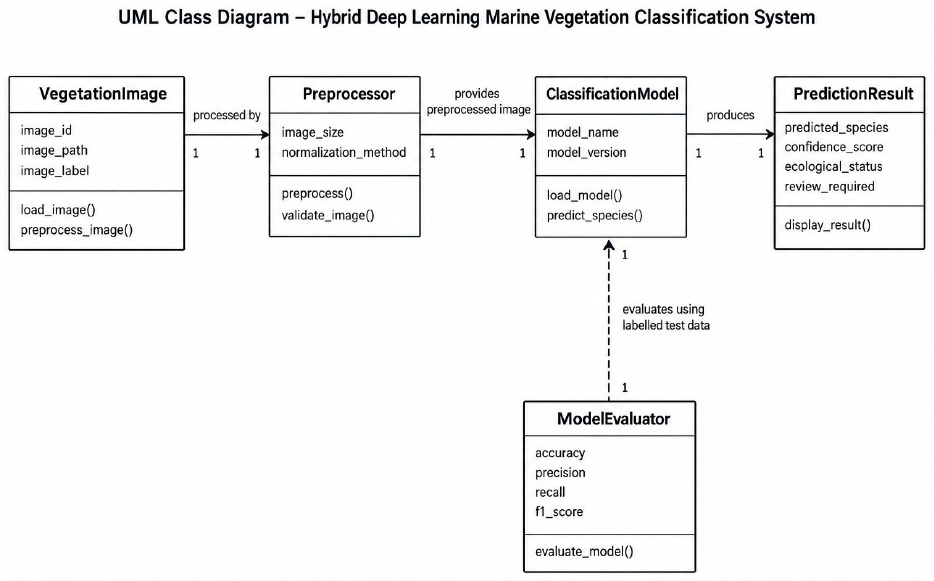 UML Class Diagram – Hybrid Deep Learning Marine Vegetation Classification System
VegetationImage
image_id
image_path
image_label
load_image()
preprocess_image()
processed by
1
1
Preprocessor
image_size
normalization_method
preprocess()
validate_image()
provides
preprocessed image
1
1
ClassificationModel
model_name
model_version
load_model()
predict_species()
produces
1
1
PredictionResult
predicted_species
confidence_score
ecological_status
review_required
display_result()
1
evaluates using
labelled test data
1
ModelEvaluator
accuracy
precision
recall
f1_score
evaluate_model()